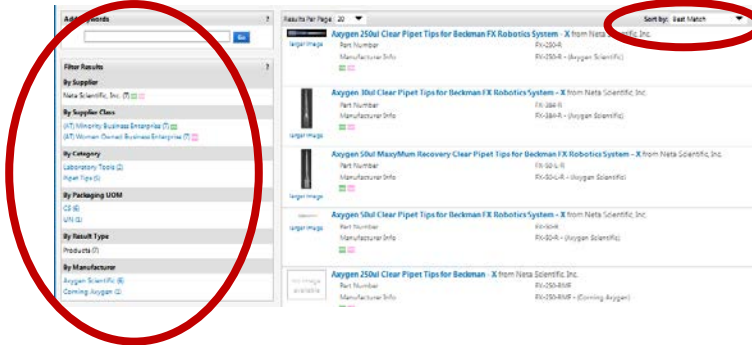 Add Keywords ?
Go
Filter Results ?
By Supplier
Neta Scientific, Inc. (7)
By Supplier Class
(AT) Minority Business Enterprise (7)
(AT) Women Owned Business Enterprise (7)
By Category
Laboratory Tools (2)
Pipet Tips (5)
By Packaging UOM
CS (6)
UN (1)
By Result Type
Products (7)
By Manufacturer
Axygen Scientific (6)
Corning Axygen (1)
Results Per Page 20
Sort by: Best Match
Axygen 250ul Clear Pipet Tips for Beckman FX Robotics System - X from Neta Scientific, Inc.
larger image
Part Number FX-250-R
Manufacturer Info FX-250-R - (Axygen Scientific)
Axygen 30ul Clear Pipet Tips for Beckman FX Robotics System - X from Neta Scientific, Inc.
Part Number FX-384-R
Manufacturer Info FX-384-R - (Axygen Scientific)
larger image
Axygen 50ul MaxyMum Recovery Clear Pipet Tips for Beckman FX Robotics System - X from Neta Scientific, Inc.
Part Number FX-50-L-R
Manufacturer Info FX-50-L-R - (Axygen Scientific)
larger image
Axygen 50ul Clear Pipet Tips for Beckman FX Robotics System - X from Neta Scientific, Inc.
larger image
Part Number FX-50-R
Manufacturer Info FX-50-R - (Axygen Scientific)
Axygen 250ul Clear Pipet Tips for Beckman - X from Neta Scientific, Inc.
no image available
Part Number FX-250-RMF
Manufacturer Info FX-250-RMF - (Corning Axygen)